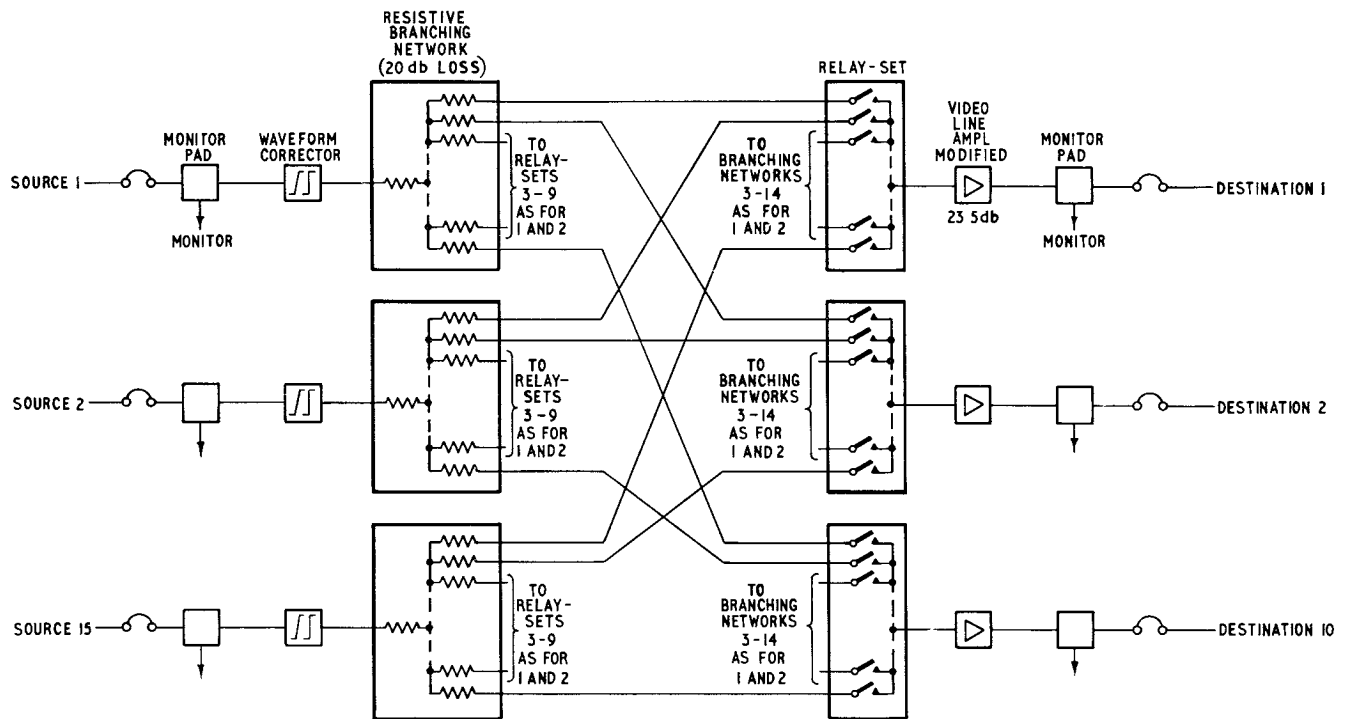 RESISTIVE
BRANCHING
NETWORK
(20 db LOSS)
RELAY-SET
MONITOR
PAD
WAVEFORM
CORRECTOR
VIDEO
LINE
AMPL
MODIFIED
MONITOR
PAD
SOURCE 1
TO
RELAY-
SETS
3-9
AS FOR
1 AND 2
TO
BRANCHING
NETWORKS
3-14
AS FOR
1 AND 2
DESTINATION 1
MONITOR
23 5db
MONITOR
SOURCE 2
TO
RELAY-
SETS
3-9
AS FOR
1 AND 2
TO
BRANCHING
NETWORKS
3-14
AS FOR
1 AND 2
DESTINATION 2
SOURCE 15
TO
RELAY-
SETS
3-9
AS FOR
1 AND 2
TO
BRANCHING
NETWORKS
3-14
AS FOR
1 AND 2
DESTINATION 10